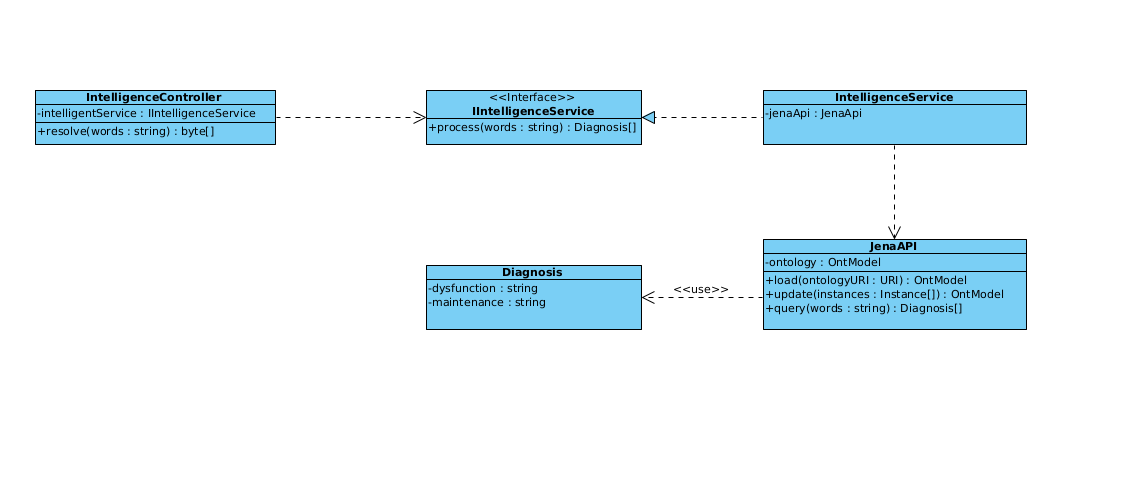 IntelligenceController
-intelligentService : IIntelligenceService
+resolve(words : string) : byte[]
<<Interface>>
IIntelligenceService
+process(words : string) : Diagnosis[]
IntelligenceService
-jenaApi : JenaApi
Diagnosis
-dysfunction : string
-maintenance : string
<<use>>
JenaAPI
-ontology : OntModel
+load(ontologyURI : URI) : OntModel
+update(instances : Instance[]) : OntModel
+query(words : string) : Diagnosis[]